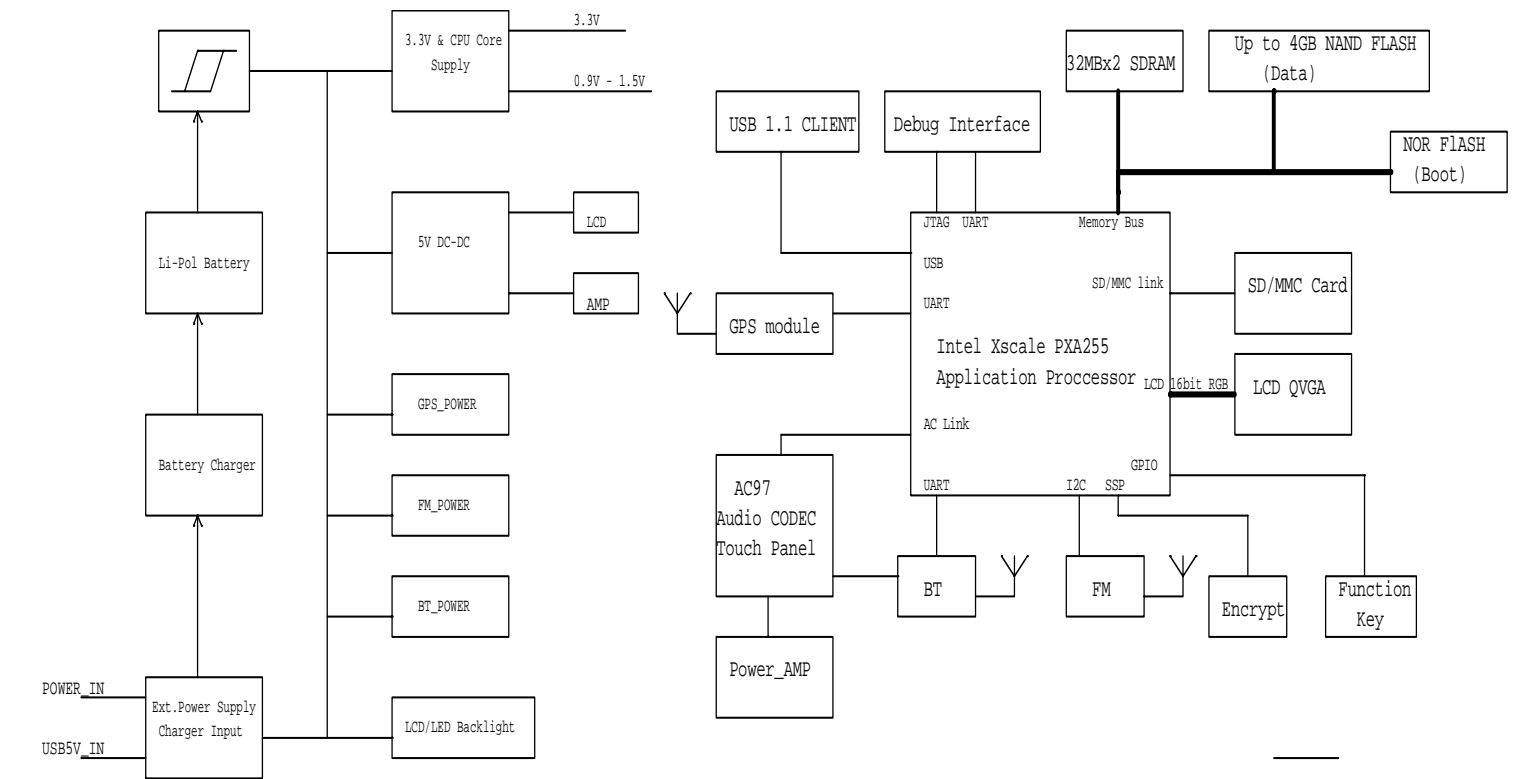 3.3V
3.3V & CPU Core
Supply
0.9V - 1.5V
32MBx2 SDRAM
Up to 4GB NAND FLASH
(Data)
USB 1.1 CLIENT
Debug Interface
NOR FlASH
(Boot)
JTAG UART
Memory Bus
LCD
5V DC-DC
AMP
Li-Pol Battery
USB
SD/MMC link
SD/MMC Card
UART
GPS module
Intel Xscale PXA255
Application Proccessor
LCD 16bit RGB
LCD QVGA
GPS_POWER
AC Link
Battery Charger
GPIO
UART
I2C
SSP
AC97
Audio CODEC
Touch Panel
FM_POWER
BT
FM
Encrypt
Function
Key
BT_POWER
Power_AMP
POWER_IN
USB5V_IN
Ext.Power Supply
Charger Input
LCD/LED Backlight